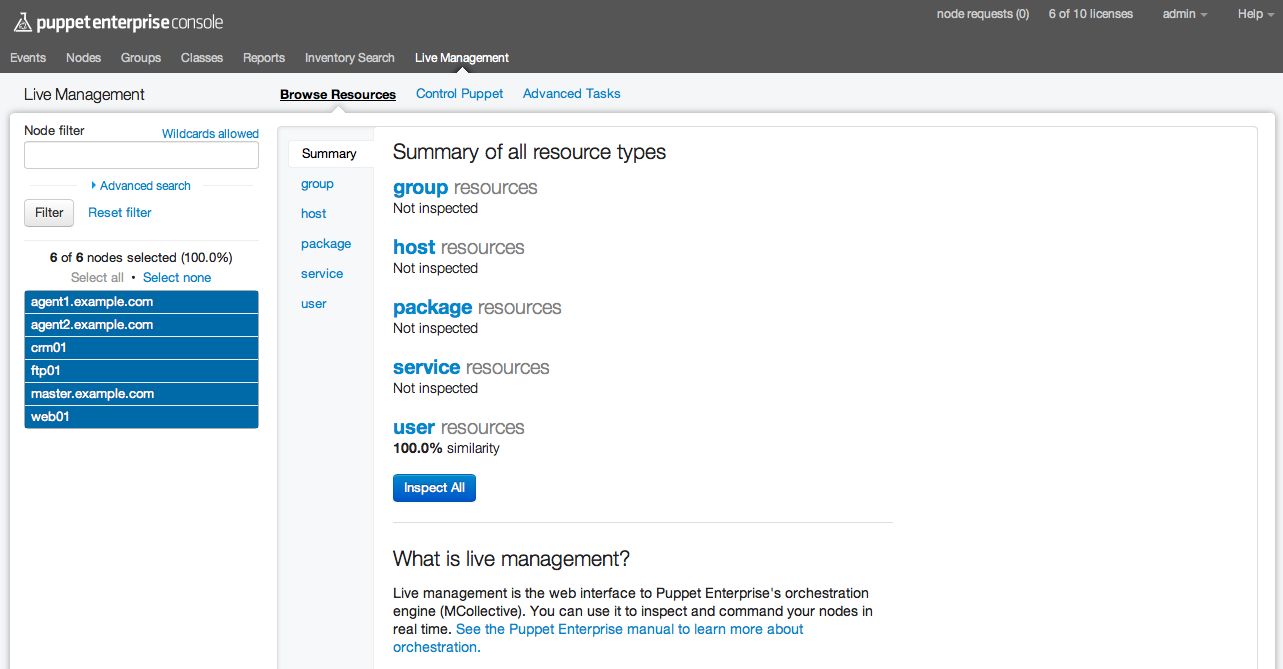 puppet enterprise console
node requests (0) 6 of 10 licenses admin Help
Events Nodes Groups Classes Reports Inventory Search Live Management
Live Management
Browse Resources Control Puppet Advanced Tasks
Node filter Wildcards allowed
Advanced search
Filter Reset filter
6 of 6 nodes selected (100.0%)
Select all • Select none
agent1.example.com
agent2.example.com
crm01
ftp01
master.example.com
web01
Summary
group
host
package
service
user
Summary of all resource types
group resources
Not inspected
host resources
Not inspected
package resources
Not inspected
service resources
Not inspected
user resources
100.0% similarity
Inspect All
What is live management?
Live management is the web interface to Puppet Enterprise's orchestration
engine (MCollective). You can use it to inspect and command your nodes in
real time. See the Puppet Enterprise manual to learn more about
orchestration.